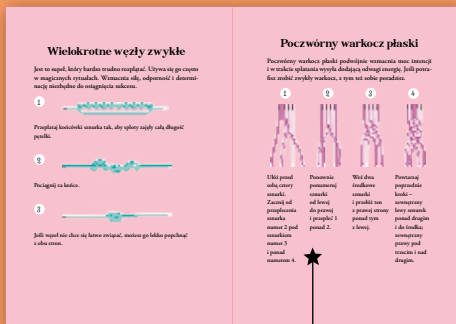 Wielokrotne węzły zwykłe
Jest to supeł, który bardzo trudno rozplątać. Używa się go często
w magicznych rytuałach. Wzmacnia siłę, odporność i determi-
nację niezbędne do osiągnięcia sukcesu.
1
Przeplataj końcówki sznurka tak, aby sploty zajęły całą długość
pętelki.
2
Pociągnij za końce.
3
Jeśli węzeł nie chce się łatwo zwiąać, możesz go lekko popchnąć
z obu stron.
Poczwórny warkocz płaski
Poczwórny warkocz płaski podwójnie wzmacnia moc intencji
i w trakcie splatania wysyła dodającą odwagi energię. Jeśli potra-
fisz zrobić zwykły warkocz, z tym też sobie poradzisz.
1
2
3
4
Ułóż przed
sobą cztery
sznurki.
Zacznij od
przeplecenia
sznurka
numer 2 pod
sznurkiem
numer 3
i ponad
numerem 4.
Ponownie
ponumeruj
sznurki
od lewej
do prawej
i przepleć 1
ponad 2.
Weź dwa
środkowe
sznurki
i przełóż ten
z prawej strony
ponad tym
z lewej.
Powtarzaj
poprzednie
kroki –
zewnętrzny
lewy sznurek
ponad drugim
i do środka;
zewnętrzny
prawy pod
trzecim i nad
drugim.